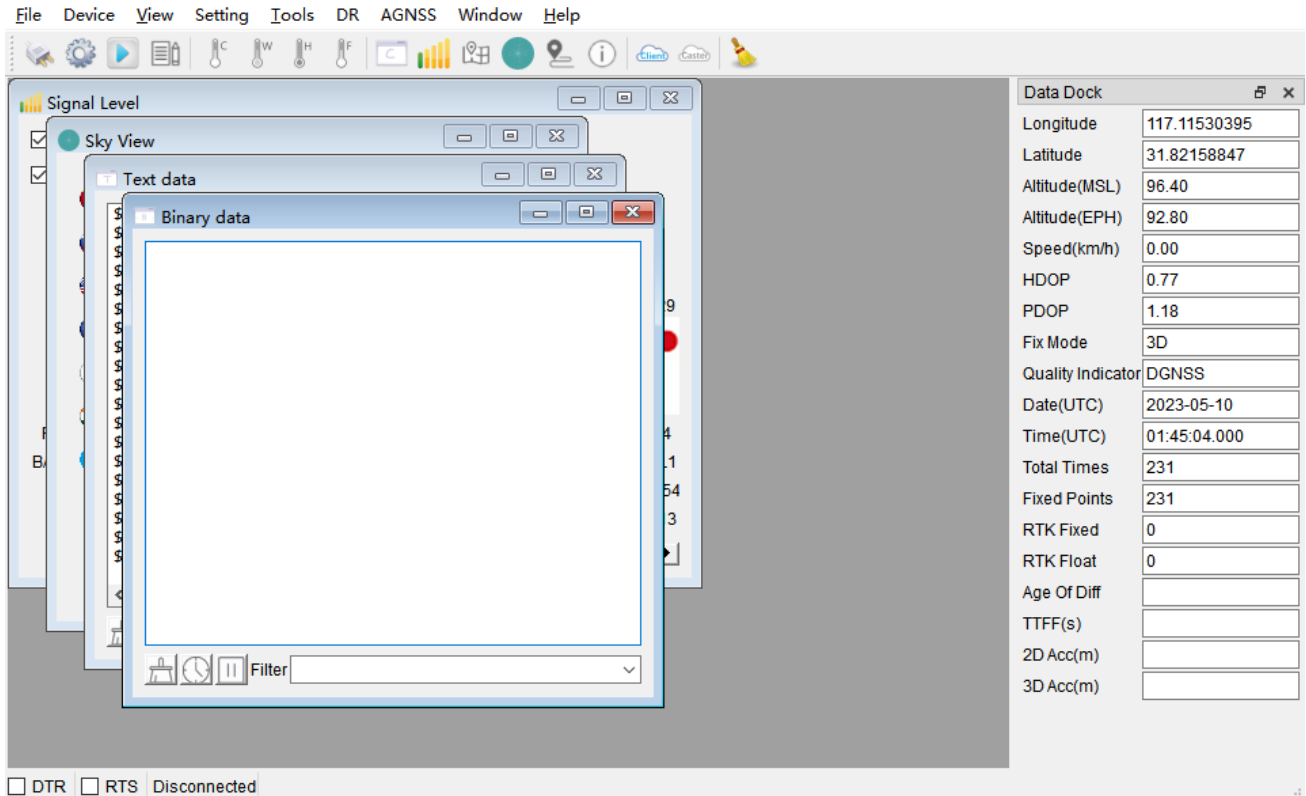 File Device View Setting Tools DR AGNSS Window Help
C W H F C i Client Caster
Signal Level
Sky View
Text data
Binary data
Filter
Data Dock
Longitude 117.11530395
Latitude 31.82158847
Altitude(MSL) 96.40
Altitude(EPH) 92.80
Speed(km/h) 0.00
HDOP 0.77
PDOP 1.18
Fix Mode 3D
Quality Indicator DGNSS
Date(UTC) 2023-05-10
Time(UTC) 01:45:04.000
Total Times 231
Fixed Points 231
RTK Fixed 0
RTK Float 0
Age Of Diff
TTFF(s)
2D Acc(m)
3D Acc(m)
DTR RTS Disconnected